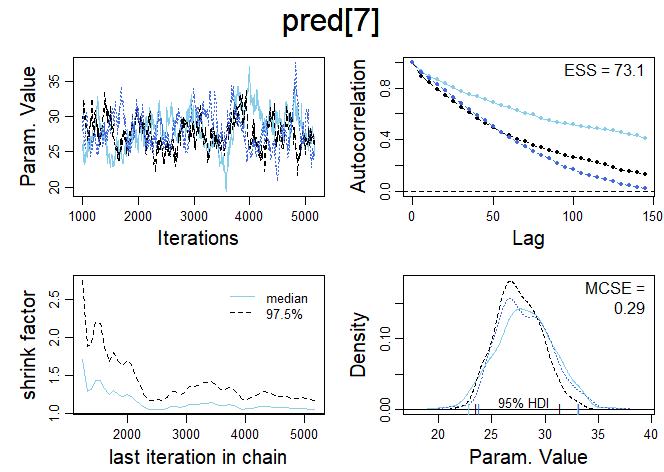 pred[7]
Param. Value
20 25 30 35
1000 2000 3000 4000 5000
Iterations
Autocorrelation
0.0 0.4 0.8
ESS = 73.1
0 50 100 150
Lag
shrink factor
1.0 1.5 2.0 2.5
median
97.5%
2000 3000 4000 5000
last iteration in chain
Density
0.00 0.10
MCSE =
0.29
95% HDI
20 25 30 35 40
Param. Value